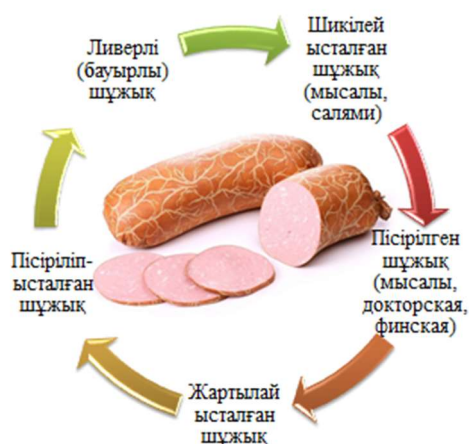 Ливерлі
(бауырлы)
шұжық
Шикілей
ысталған
шұжық
(мысалы,
салями)
Пісірілген
шұжық
(мысалы,
докторская,
финская)
Жартылай
ысталған
шұжық
Пісіріліп-
ысталған
шұжық